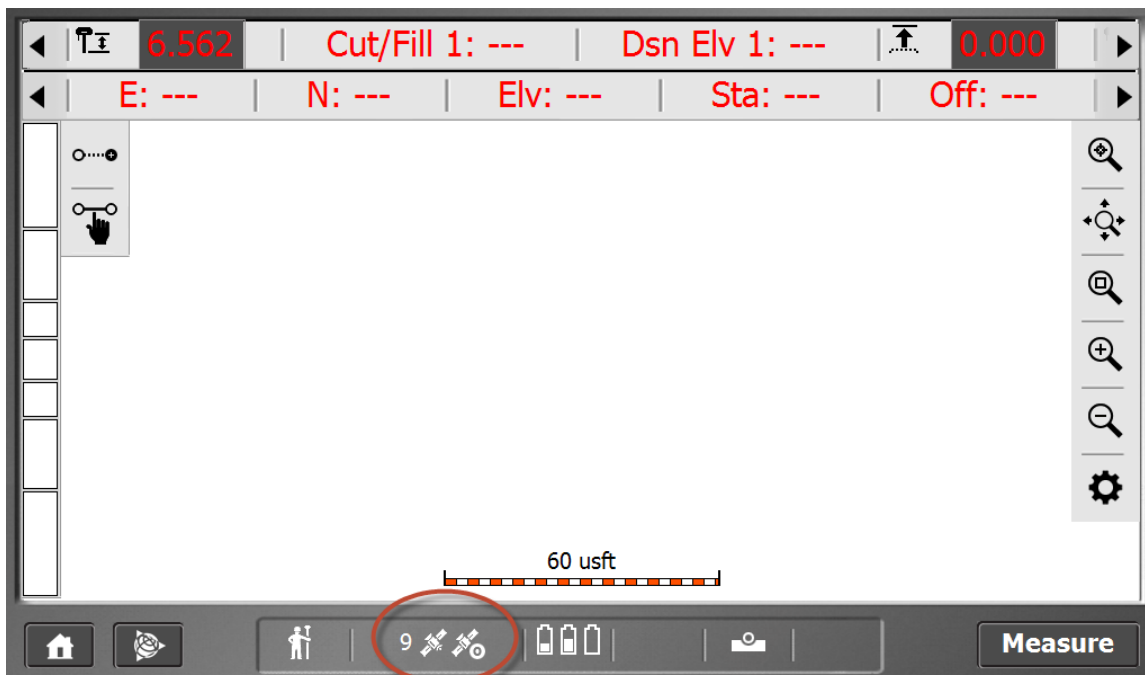 6.562 Cut/Fill 1: --- Dsn Elv 1: --- 0.000
E: --- N: --- Elv: --- Sta: --- Off: ---
60 usft
9
Measure